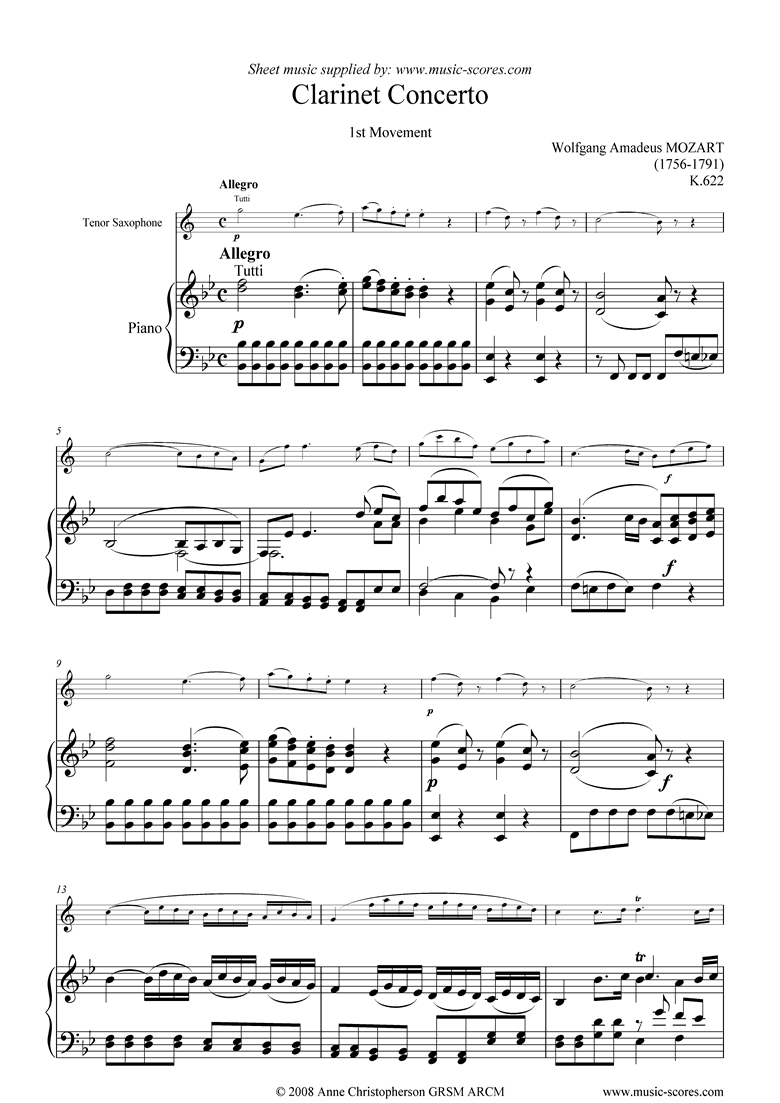 Sheet music supplied by: www.music-scores.com
Clarinet Concerto
1st Movement
Wolfgang Amadeus MOZART
(1756-1791)
K.622
Allegro
Tutti
Tenor Saxophone
p
Allegro
Tutti
Piano
p
5
f
f
9
p
p
f
13
tr
tr
© 2008 Anne Christopherson GRSM ARCM
www.music-scores.com